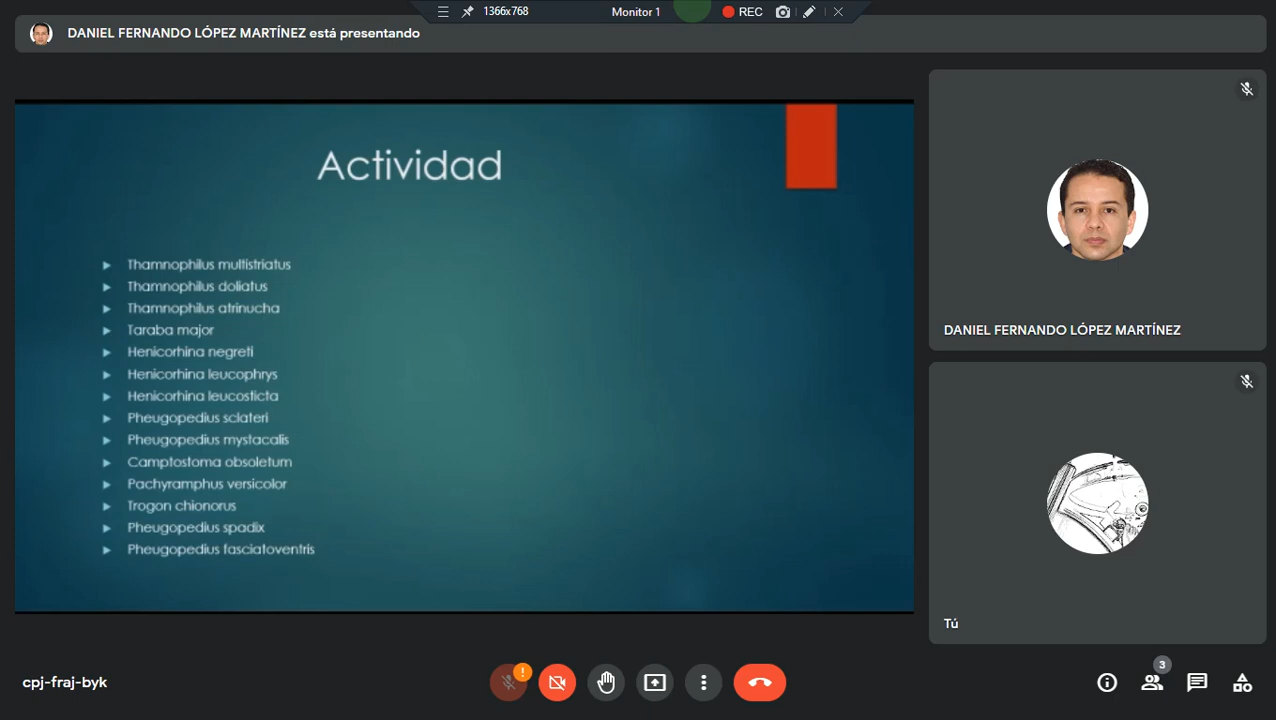 1366x768
Monitor 1
REC
DANIEL FERNANDO LÓPEZ MARTÍNEZ está presentando
Actividad
Thamnophilus multistriatus
Thamnophilus doliatus
Thamnophilus atrinucha
Taraba major
Henicorhina negreti
Henicorhina leucophrys
Henicorhina leucosticta
Pheugopedius sclateri
Pheugopedius mystacalis
Camptostoma obsoletum
Pachyramphus versicolor
Trogon chionorus
Pheugopedius spadix
Pheugopedius fasciatoventris
DANIEL FERNANDO LÓPEZ MARTÍNEZ
Tú
cpj-fraj-byk
!
3